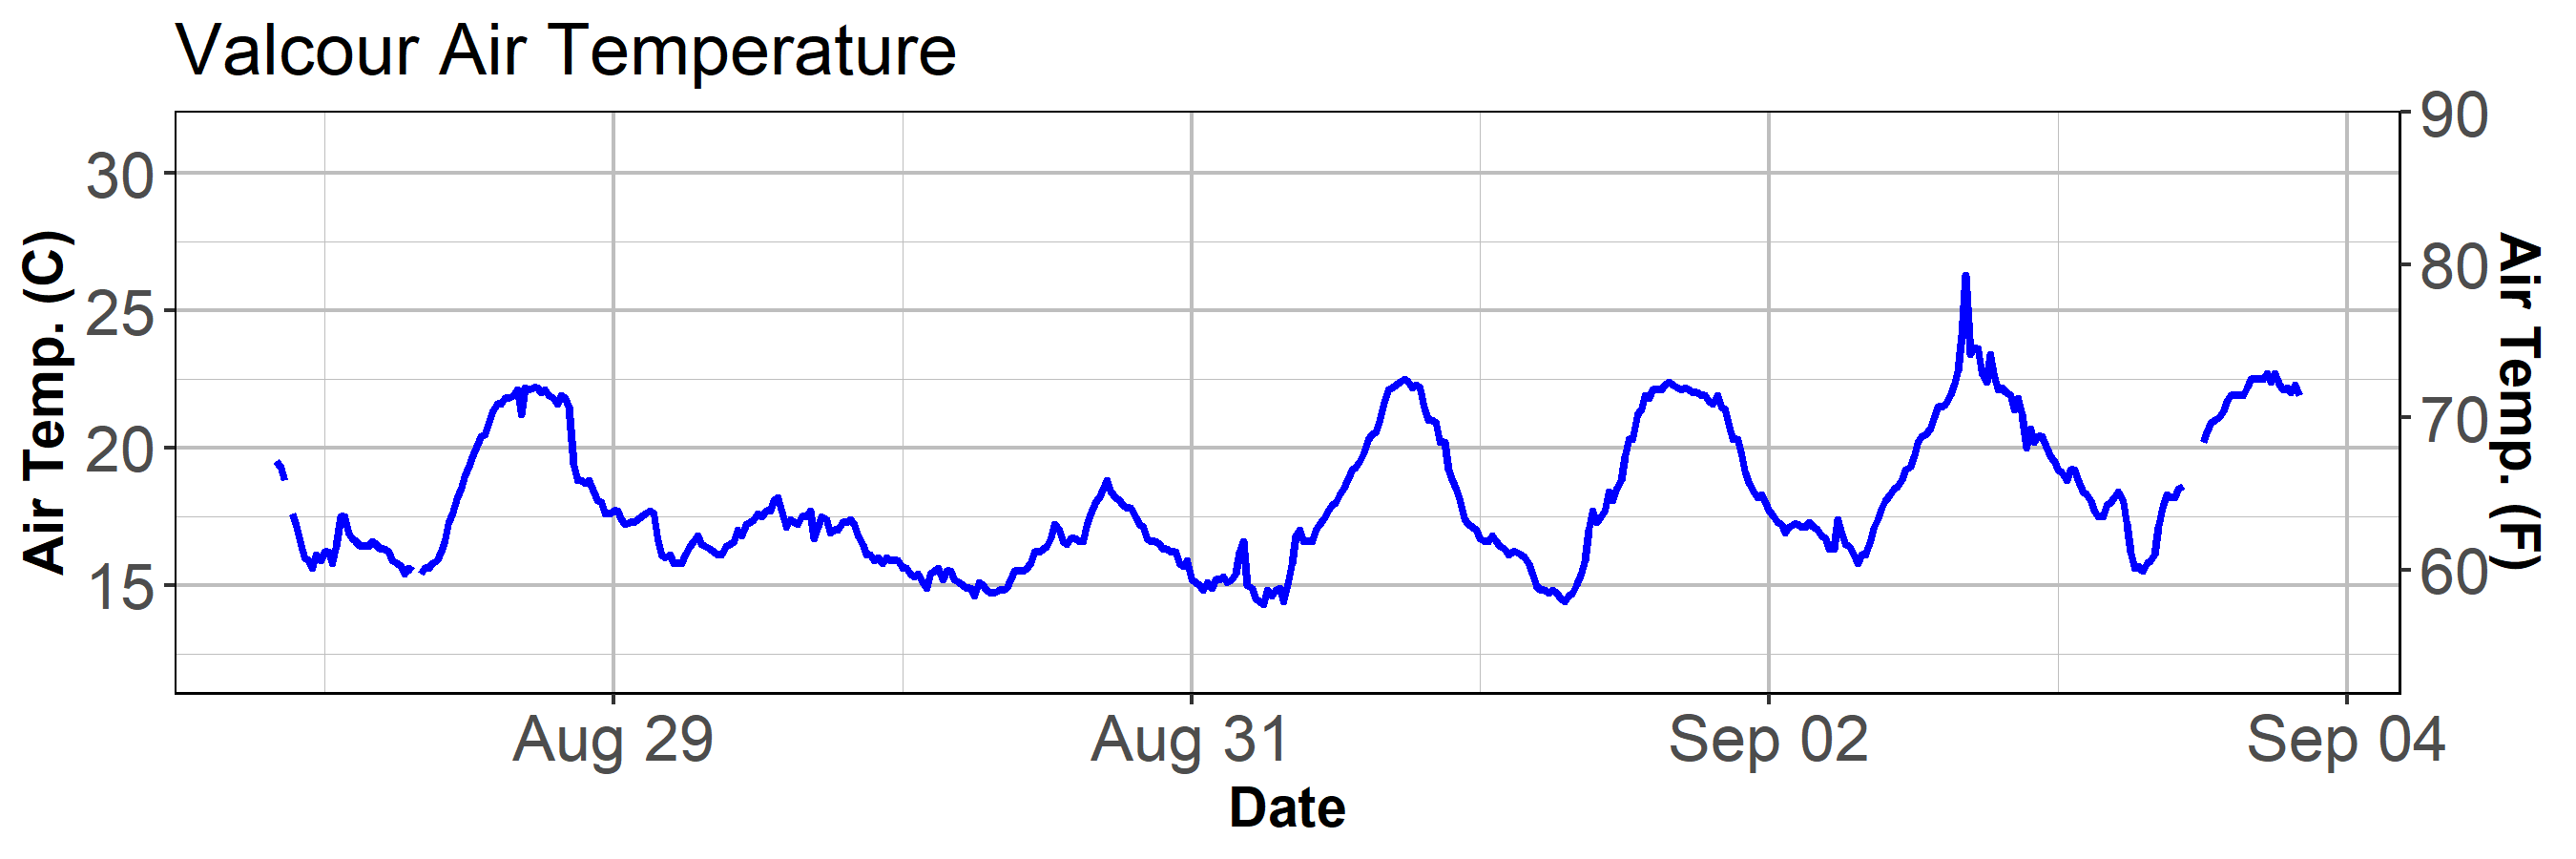 Valcour Air Temperature
Air Temp. (C)
30
25
20
15
90
80
70
60
Air Temp. (F)
Aug 29
Aug 31
Sep 02
Sep 04
Date